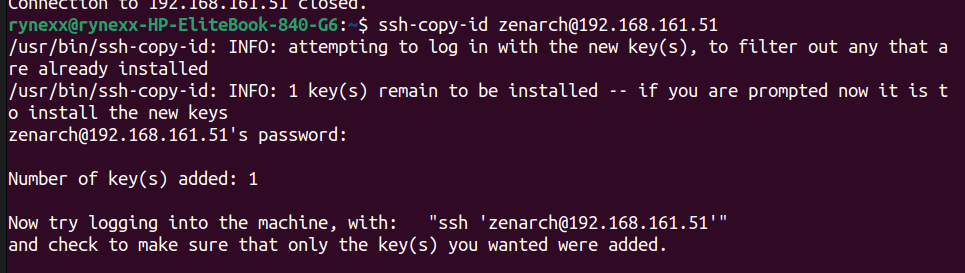 Connection to 192.168.161.51 closed.
rynexx@rynexx-HP-EliteBook-840-G6:~$ ssh-copy-id zenarch@192.168.161.51
/usr/bin/ssh-copy-id: INFO: attempting to log in with the new key(s), to filter out any that a
re already installed
/usr/bin/ssh-copy-id: INFO: 1 key(s) remain to be installed -- if you are prompted now it is t
o install the new keys
zenarch@192.168.161.51's password:
Number of key(s) added: 1
Now try logging into the machine, with:   "ssh 'zenarch@192.168.161.51'"
and check to make sure that only the key(s) you wanted were added.